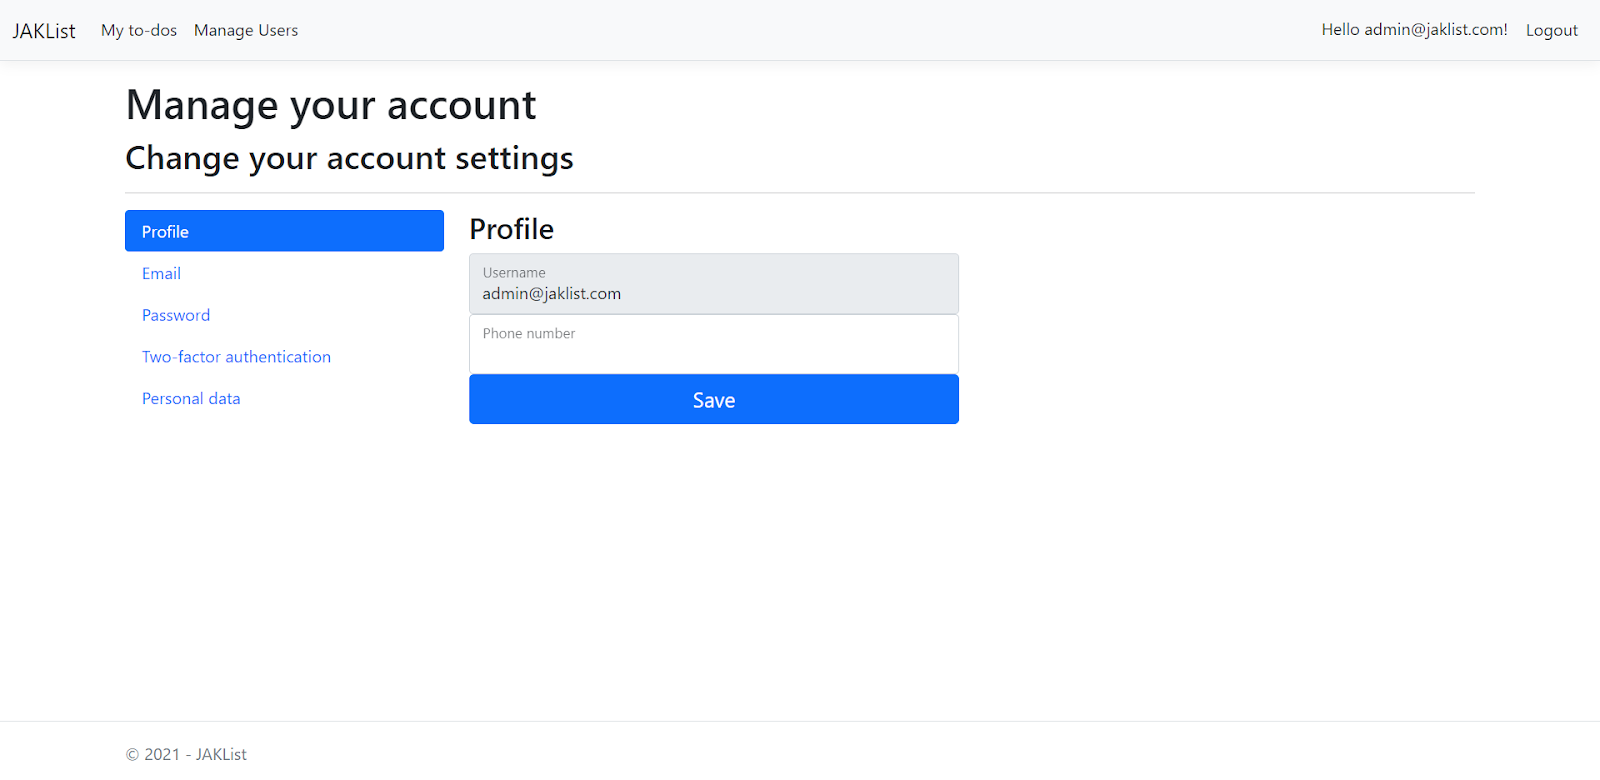 JAKList My to-dos Manage Users Hello admin@jaklist.com! Logout
Manage your account
Change your account settings
Profile
Email
Password
Two-factor authentication
Personal data
Profile
Username
admin@jaklist.com
Phone number
Save
© 2021 - JAKList